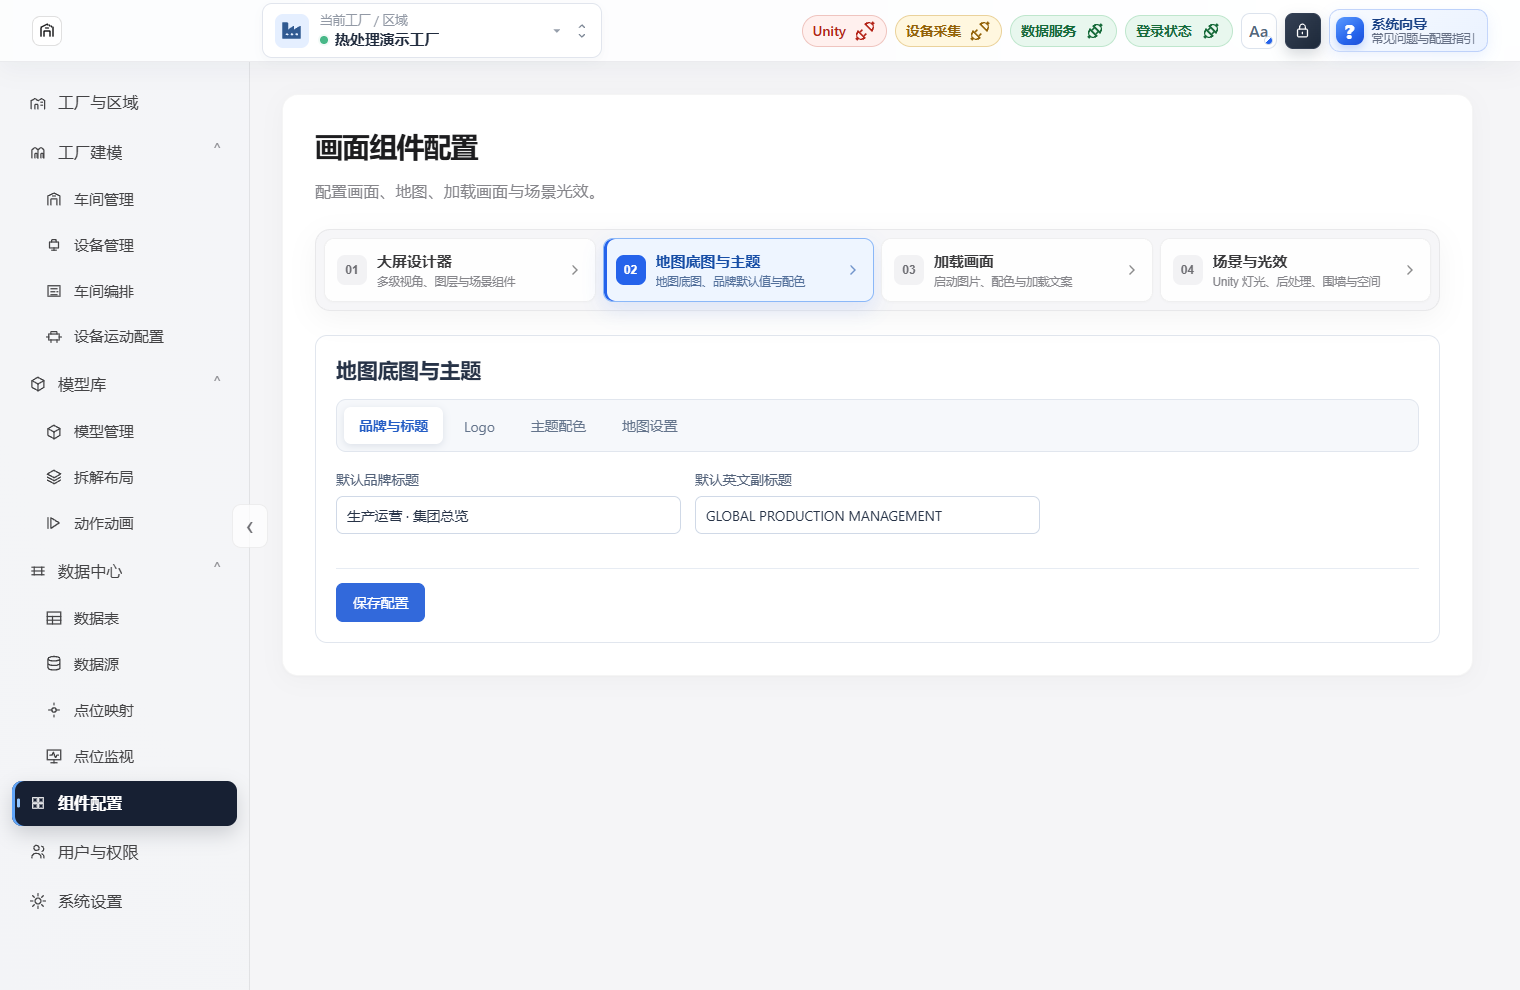 当前工厂 / 区域
热处理演示工厂
Unity
设备采集
数据服务
登录状态
Aa
?
系统向导
常见问题与配置指引
工厂与区域
工厂建模
车间管理
设备管理
车间编排
设备运动配置
模型库
模型管理
拆解布局
动作动画
数据中心
数据表
数据源
点位映射
点位监视
组件配置
用户与权限
系统设置
画面组件配置
配置画面、地图、加载画面与场景光效。
01
大屏设计器
多级视角、图层与场景组件
02
地图底图与主题
地图底图、品牌默认值与配色
03
加载画面
启动图片、配色与加载文案
04
场景与光效
Unity 灯光、后处理、围墙与空间
地图底图与主题
品牌与标题
Logo
主题配色
地图设置
默认品牌标题
默认英文副标题
生产运营 · 集团总览
GLOBAL PRODUCTION MANAGEMENT
保存配置